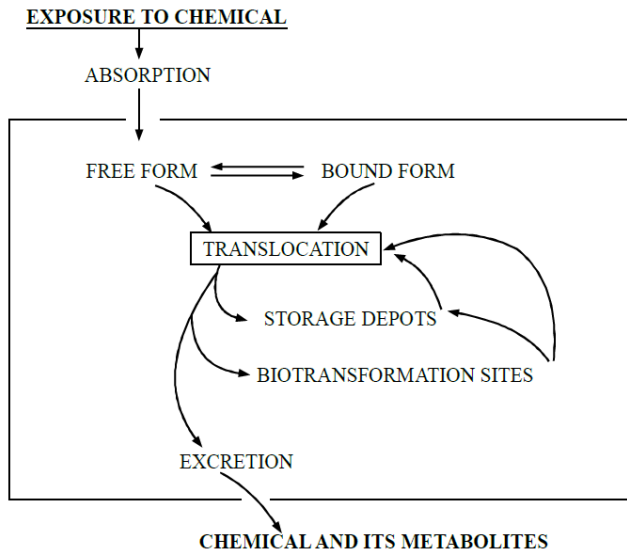 EXPOSURE TO CHEMICAL
ABSORPTION
FREE FORM
BOUND FORM
TRANSLOCATION
STORAGE DEPOTS
BIOTRANSFORMATION SITES
EXCRETION
CHEMICAL AND ITS METABOLITES